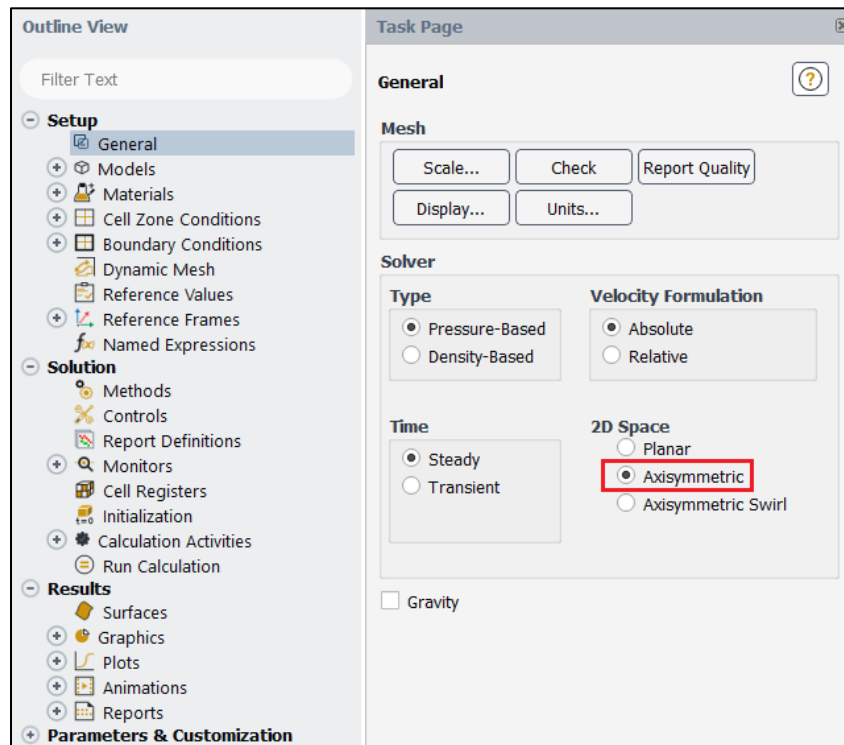 Outline View
Filter Text
Setup
General
Models
Materials
Cell Zone Conditions
Boundary Conditions
Dynamic Mesh
Reference Values
Reference Frames
Named Expressions
Solution
Methods
Controls
Report Definitions
Monitors
Cell Registers
Initialization
Calculation Activities
Run Calculation
Results
Surfaces
Graphics
Plots
Animations
Reports
Parameters & Customization
Task Page
General
?
Mesh
Scale... Check Report Quality
Display... Units...
Solver
Type
Pressure-Based
Density-Based
Velocity Formulation
Absolute
Relative
Time
Steady
Transient
2D Space
Planar
Axisymmetric
Axisymmetric Swirl
Gravity